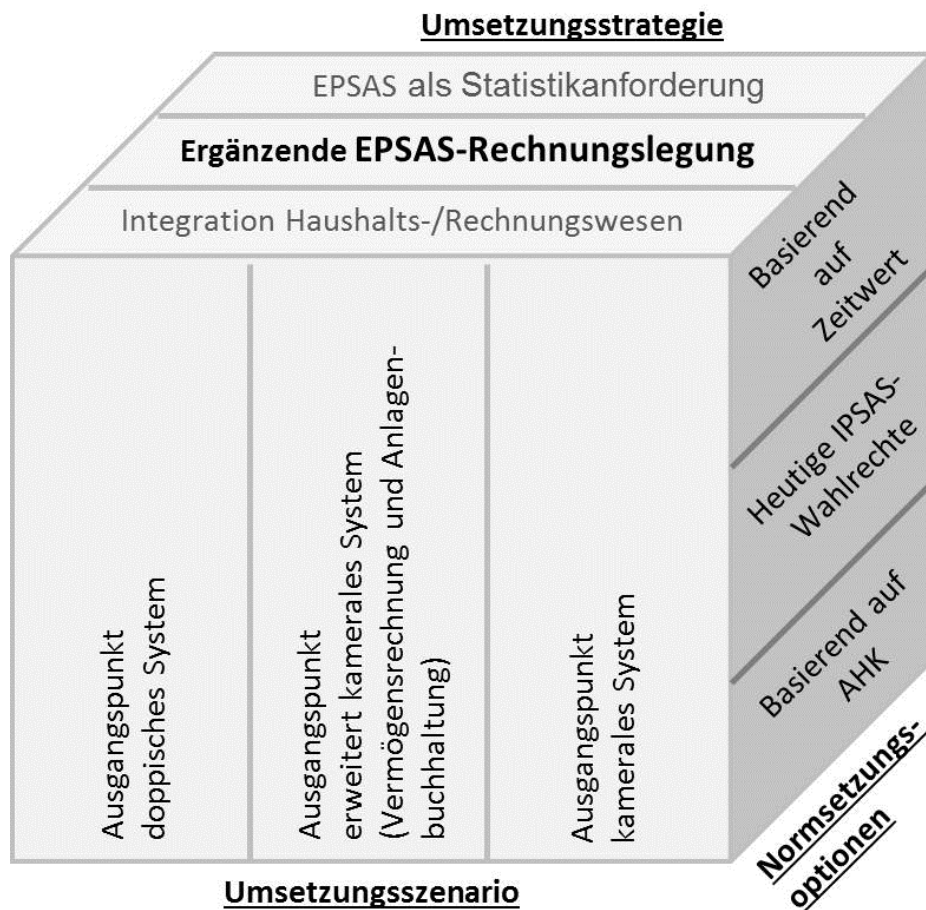 Umsetzungsstrategie
EPSAS als Statistikanforderung
Ergänzende EPSAS-Rechnungslegung
Integration Haushalts-/Rechnungswesen
Ausgangspunkt
doppisches System
Ausgangspunkt
erweitert kamerales System
(Vermögensrechnung und Anlagen-
buchhaltung)
Ausgangspunkt
kamerales System
Basierend
auf
Zeitwert
Heutige IPSAS-
Wahlrechte
Basierend auf
AHK
Normsetzungs-
optionen
Umsetzungsszenario